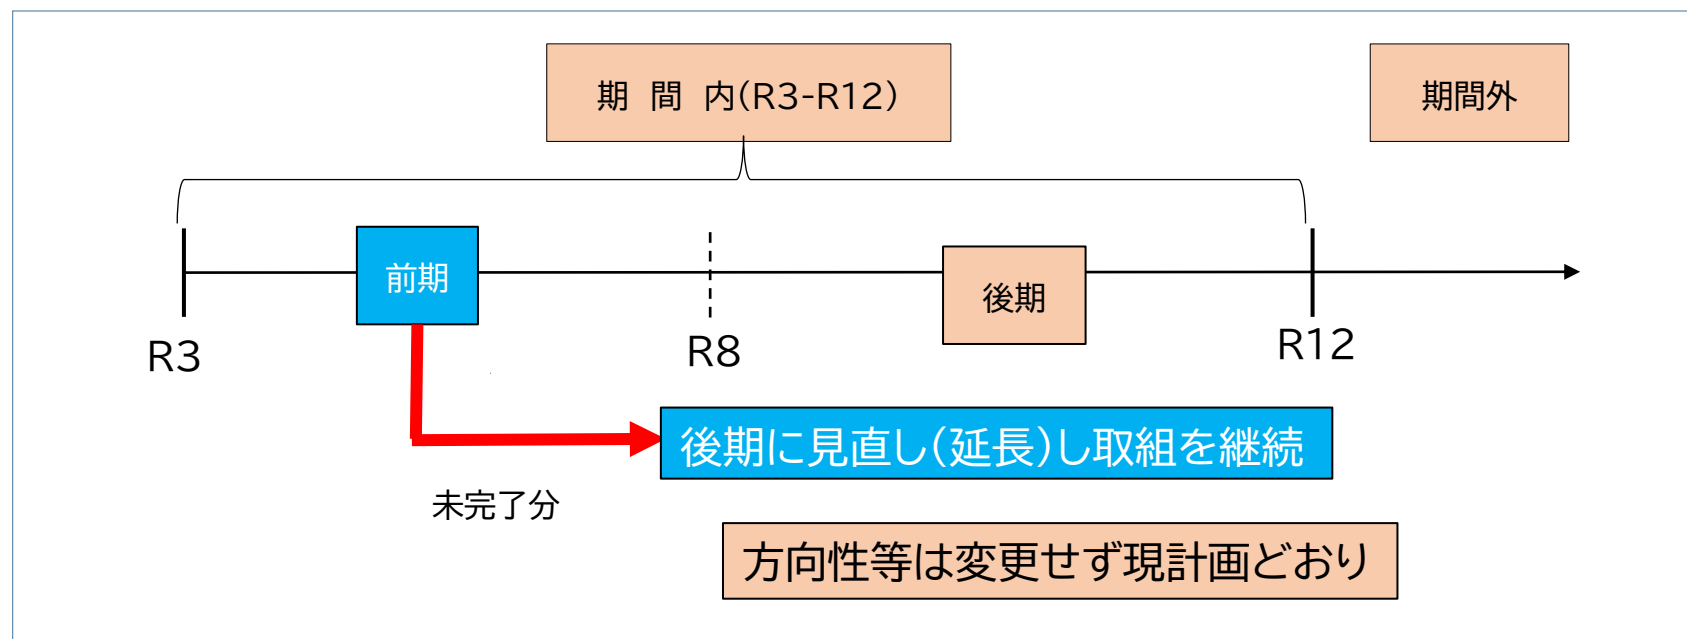 期 間 内(R3-R12)
期間外
前期
後期
R3
R8
R12
後期に見直し(延長)し取組を継続
未完了分
方向性等は変更せず現計画どおり